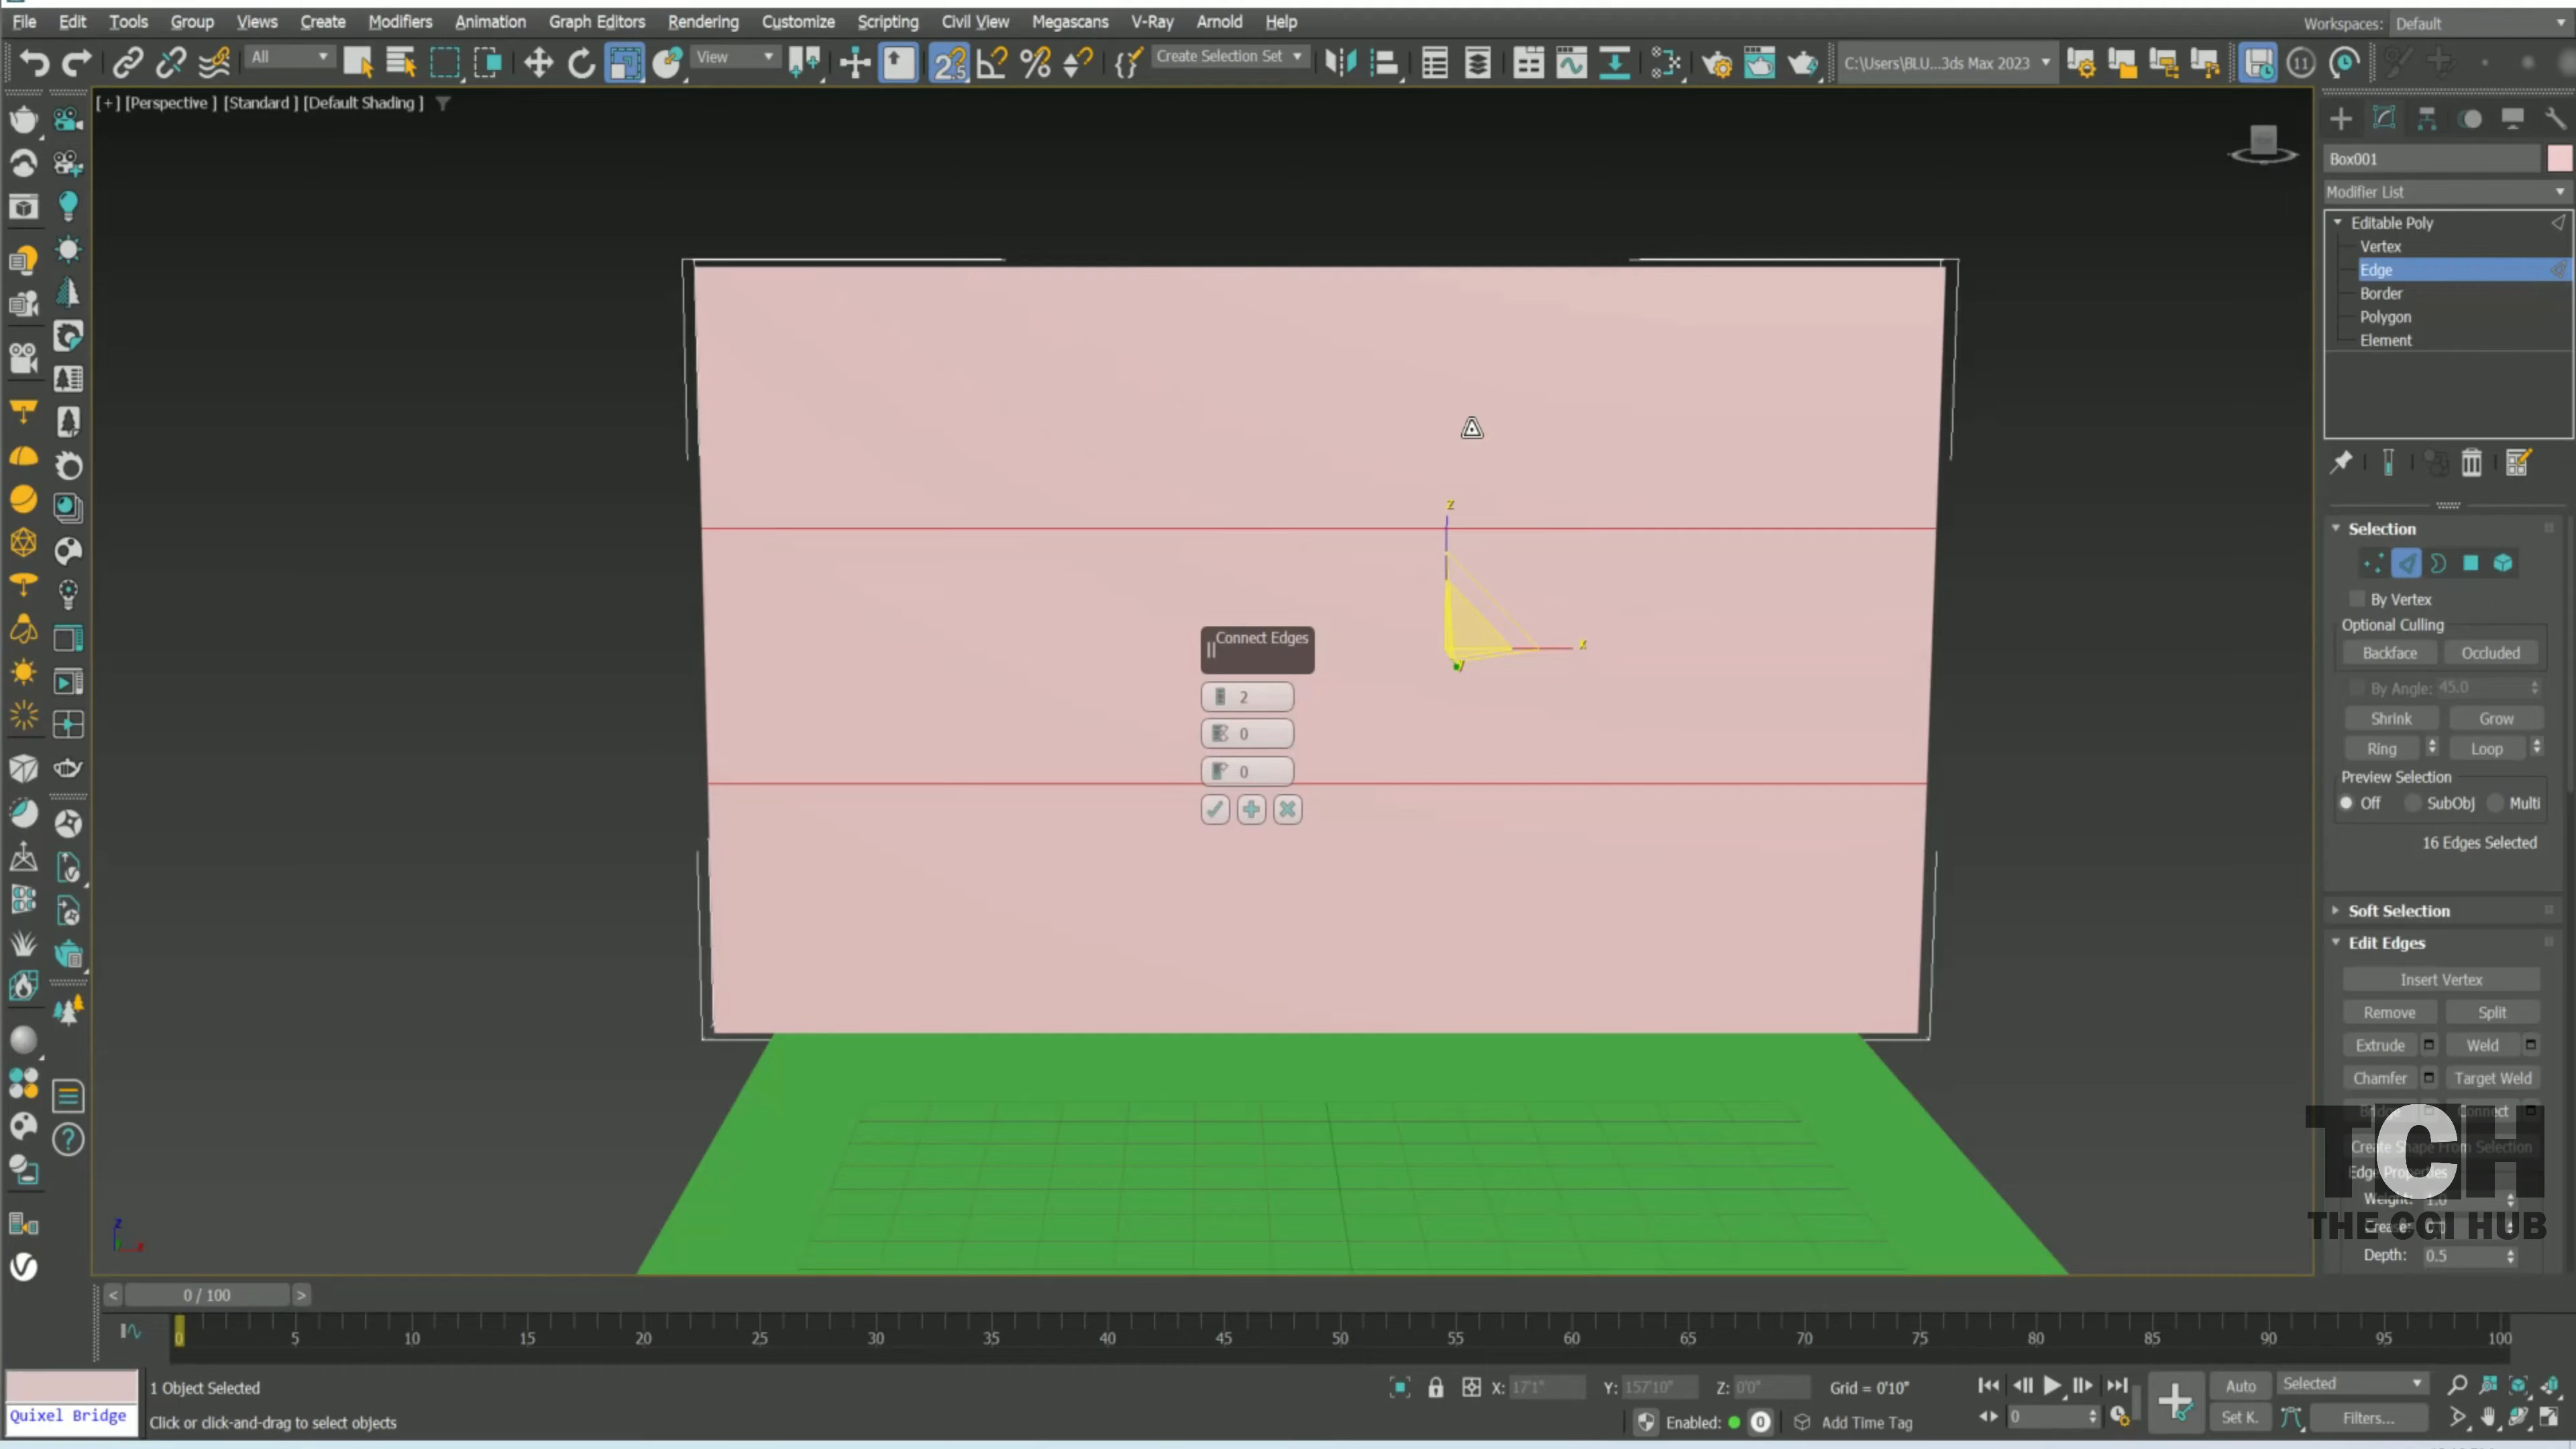 File Edit Tools Group Views Create Modifiers Animation Graph Editors Rendering Customize Scripting Civil View Megascans V-Ray Arnold Help
Workspaces: Default
All
View
Create Selection Set
C:\Users\BLU...3ds Max 2023
11
[+] [Perspective ] [Standard ] [Default Shading ]
Box001
Modifier List
Editable Poly
Vertex
Edge
Border
Polygon
Element
z
x
y
Connect Edges
2
0
0
Selection
By Vertex
Optional Culling
Backface Occluded
By Angle: 45.0
Shrink Grow
Ring Loop
Preview Selection
Off SubObj Multi
16 Edges Selected
Soft Selection
Edit Edges
Insert Vertex
Remove Split
Extrude Weld
Chamfer Target Weld
Bridge Connect
Create Shape From Selection
Edge Properties
Weight: 1.0
Crease: 0.0
Depth: 0.5
TCH
THE CGI HUB
z
x
< 0 / 100 >
0 5 10 15 20 25 30 35 40 45 50 55 60 65 70 75 80 85 90 95 100
1 Object Selected
X: 17'1" Y: 157'10" Z: 0'0" Grid = 0'10"
Auto Selected
Quixel Bridge
Click or click-and-drag to select objects
Enabled: 0 Add Time Tag
0
Set K. Filters...